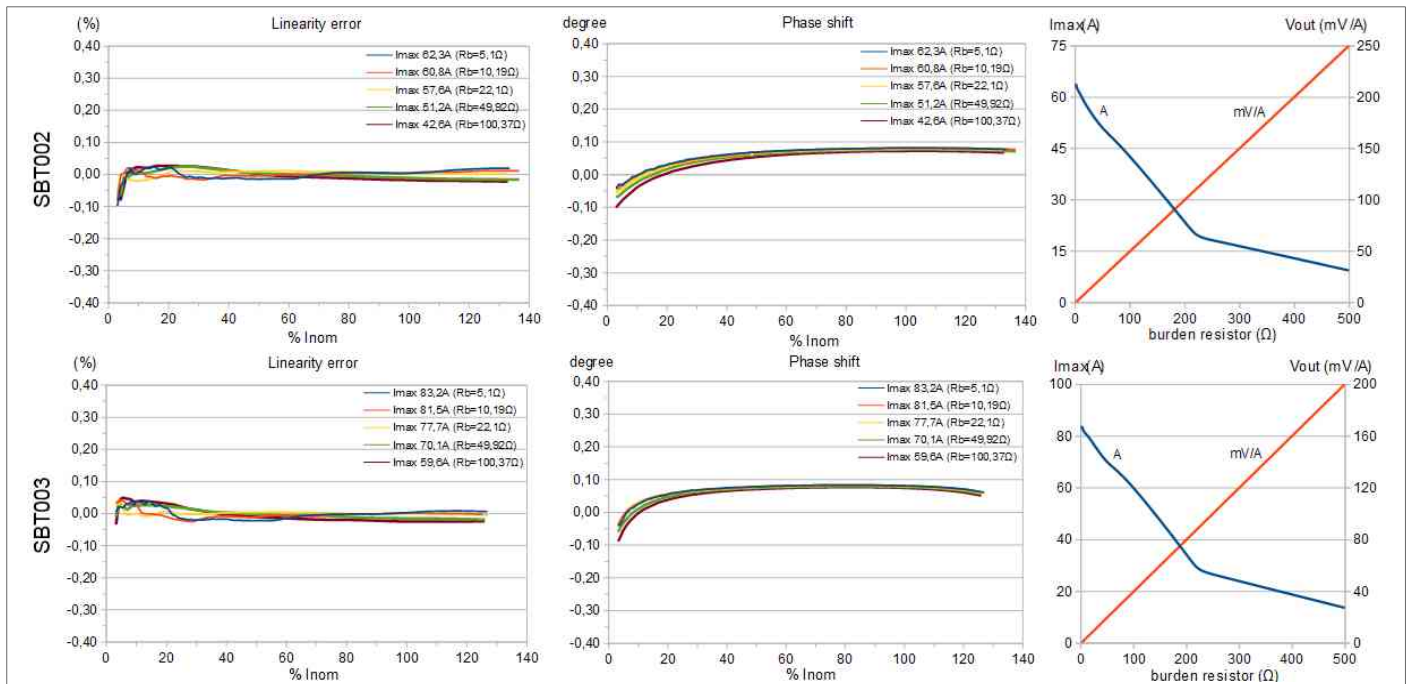 (%) Linearity error
0,40
0,30
0,20
0,10
0,00
-0,10
-0,20
-0,30
-0,40
0 20 40 60 80 100 120 140
% Inom
Imax 62,3A (Rb=5,1Ω)
Imax 60,8A (Rb=10,19Ω)
Imax 57,6A (Rb=22,1Ω)
Imax 51,2A (Rb=49,92Ω)
Imax 42,6A (Rb=100,37Ω)
SBT002
degree Phase shift
0,40
0,30
0,20
0,10
0,00
-0,10
-0,20
-0,30
-0,40
0 20 40 60 80 100 120 140
% Inom
Imax 62,3A (Rb=5,1Ω)
Imax 60,8A (Rb=10,19Ω)
Imax 57,6A (Rb=22,1Ω)
Imax 51,2A (Rb=49,92Ω)
Imax 42,6A (Rb=100,37Ω)
Imax(A) Vout (mV/A)
75 250
60 200
45 150
30 100
15 50
0 0
A
mV/A
0 100 200 300 400 500
burden resistor (Ω)
(%) Linearity error
0,40
0,30
0,20
0,10
0,00
-0,10
-0,20
-0,30
-0,40
0 20 40 60 80 100 120 140
% Inom
Imax 83,2A (Rb=5,1Ω)
Imax 81,5A (Rb=10,19Ω)
Imax 77,7A (Rb=22,1Ω)
Imax 70,1A (Rb=49,92Ω)
Imax 59,6A (Rb=100,37Ω)
SBT003
degree Phase shift
0,40
0,30
0,20
0,10
0,00
-0,10
-0,20
-0,30
-0,40
0 20 40 60 80 100 120 140
% Inom
Imax 83,2A (Rb=5,1Ω)
Imax 81,5A (Rb=10,19Ω)
Imax 77,7A (Rb=22,1Ω)
Imax 70,1A (Rb=49,92Ω)
Imax 59,6A (Rb=100,37Ω)
Imax(A) Vout (mV/A)
100 200
80 160
60 120
40 80
20 40
0 0
A
mV/A
0 100 200 300 400 500
burden resistor (Ω)